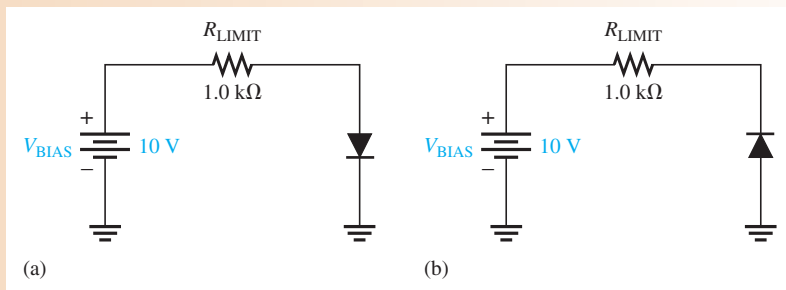 R_LIMIT
1.0 kΩ
+
V_BIAS
10 V
−
(a)
R_LIMIT
1.0 kΩ
+
V_BIAS
10 V
−
(b)